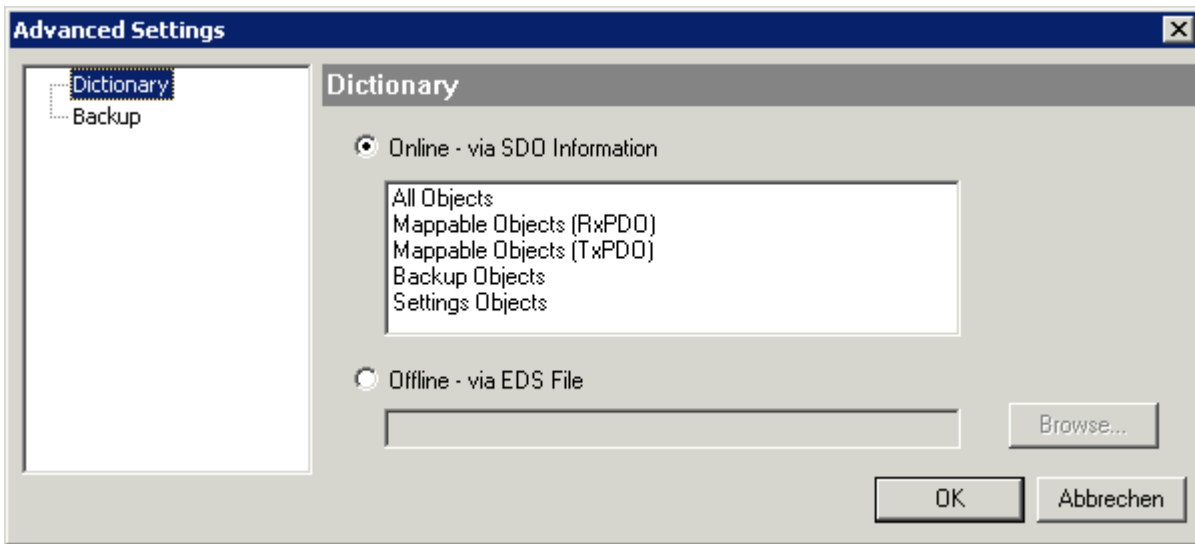 Advanced Settings
Dictionary
Backup
Dictionary
Online - via SDO Information
All Objects
Mappable Objects (RxPDO)
Mappable Objects (TxPDO)
Backup Objects
Settings Objects
Offline - via EDS File
Browse...
OK
Abbrechen